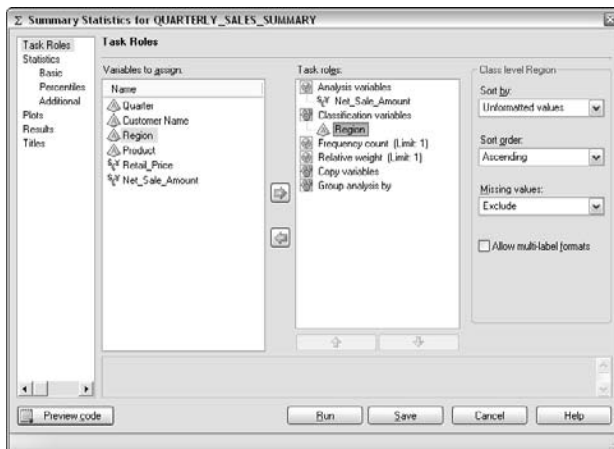 Σ Summary Statistics for QUARTERLY_SALES_SUMMARY
Task Roles
Statistics
Basic
Percentiles
Additional
Plots
Results
Titles
Task Roles
Variables to assign:
Name
Quarter
Customer Name
Region
Product
Retail_Price
Net_Sale_Amount
Task roles:
Analysis variables
Net_Sale_Amount
Classification variables
Region
Frequency count (Limit: 1)
Relative weight (Limit: 1)
Copy variables
Group analysis by
Class level Region
Sort by:
Unformatted values
Sort order:
Ascending
Missing values:
Exclude
Allow multi-label formats
Preview code
Run
Save
Cancel
Help